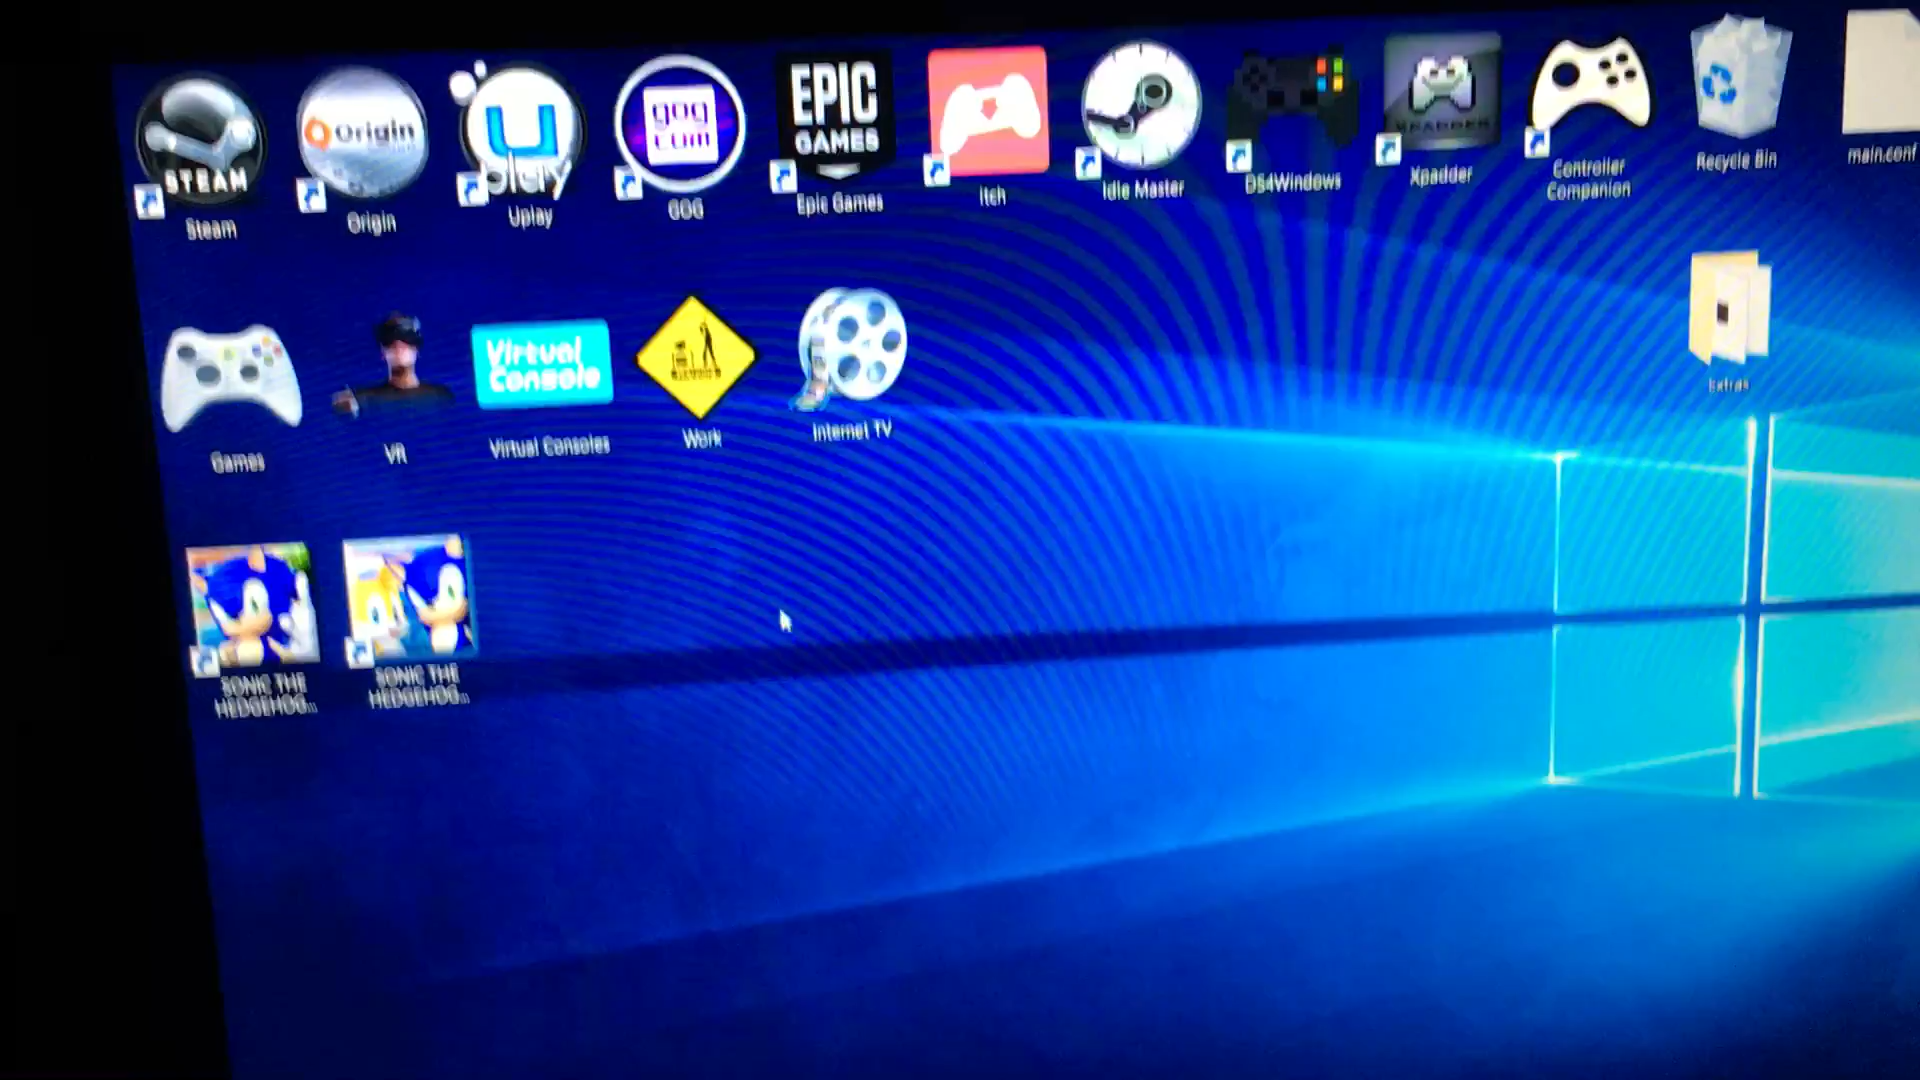 STEAM
Origin
Uplay
gog
com
EPIC
GAMES
XPADDER
Steam
Origin
Uplay
GOG
Epic Games
Itch
Idle Master
DS4Windows
Xpadder
Controller
Companion
Recycle Bin
main.conf
Virtual
Console
Games
VR
Virtual Consoles
Work
Internet TV
Extras
SONIC THE
HEDGEHOG...
SONIC THE
HEDGEHOG...